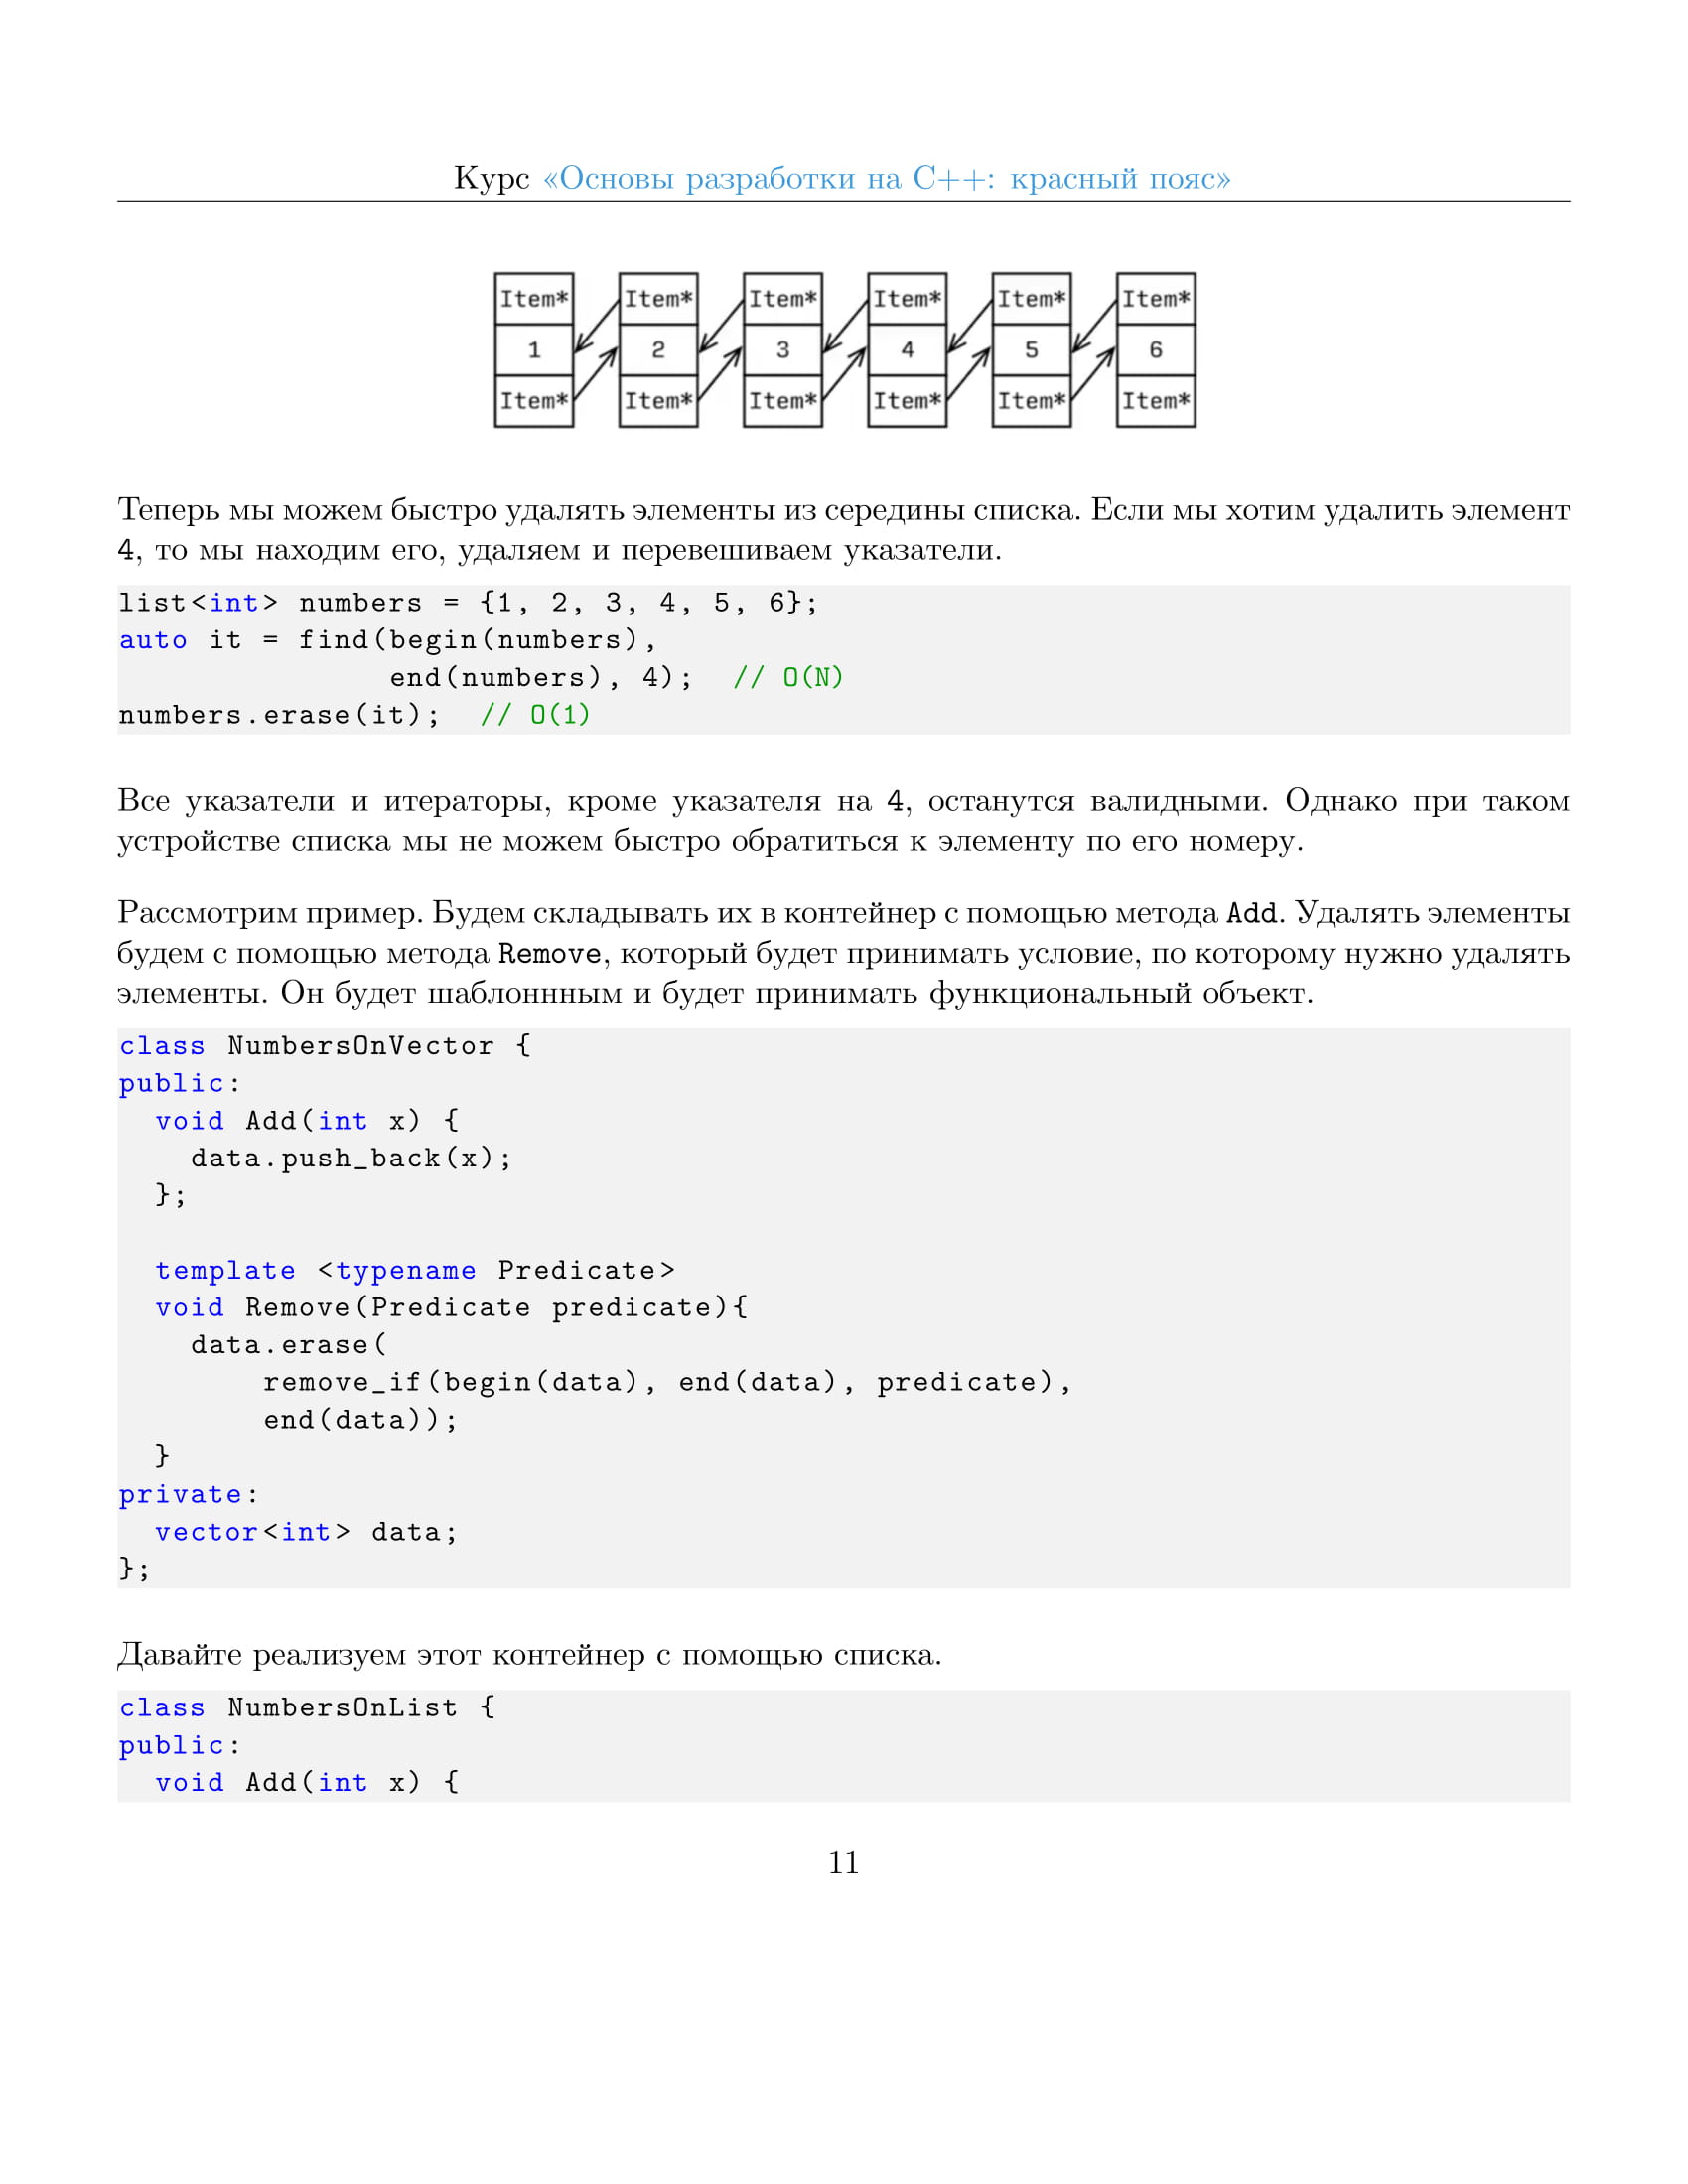 Курс «Основы разработки на C++: красный пояс»
Item* Item* Item* Item* Item* Item*
1 2 3 4 5 6
Item* Item* Item* Item* Item* Item*
Теперь мы можем быстро удалять элементы из середины списка. Если мы хотим удалить элемент
4, то мы находим его, удаляем и перевешиваем указатели.
list<int> numbers = {1, 2, 3, 4, 5, 6};
auto it = find(begin(numbers),
               end(numbers), 4);  // O(N)
numbers.erase(it);  // O(1)
Все указатели и итераторы, кроме указателя на 4, останутся валидными. Однако при таком
устройстве списка мы не можем быстро обратиться к элементу по его номеру.
Рассмотрим пример. Будем складывать их в контейнер с помощью метода Add. Удалять элементы
будем с помощью метода Remove, который будет принимать условие, по которому нужно удалять
элементы. Он будет шаблоннным и будет принимать функциональный объект.
class NumbersOnVector {
public:
  void Add(int x) {
    data.push_back(x);
  };
  template <typename Predicate>
  void Remove(Predicate predicate){
    data.erase(
        remove_if(begin(data), end(data), predicate),
        end(data));
  }
private:
  vector<int> data;
};
Давайте реализуем этот контейнер с помощью списка.
class NumbersOnList {
public:
  void Add(int x) {
11